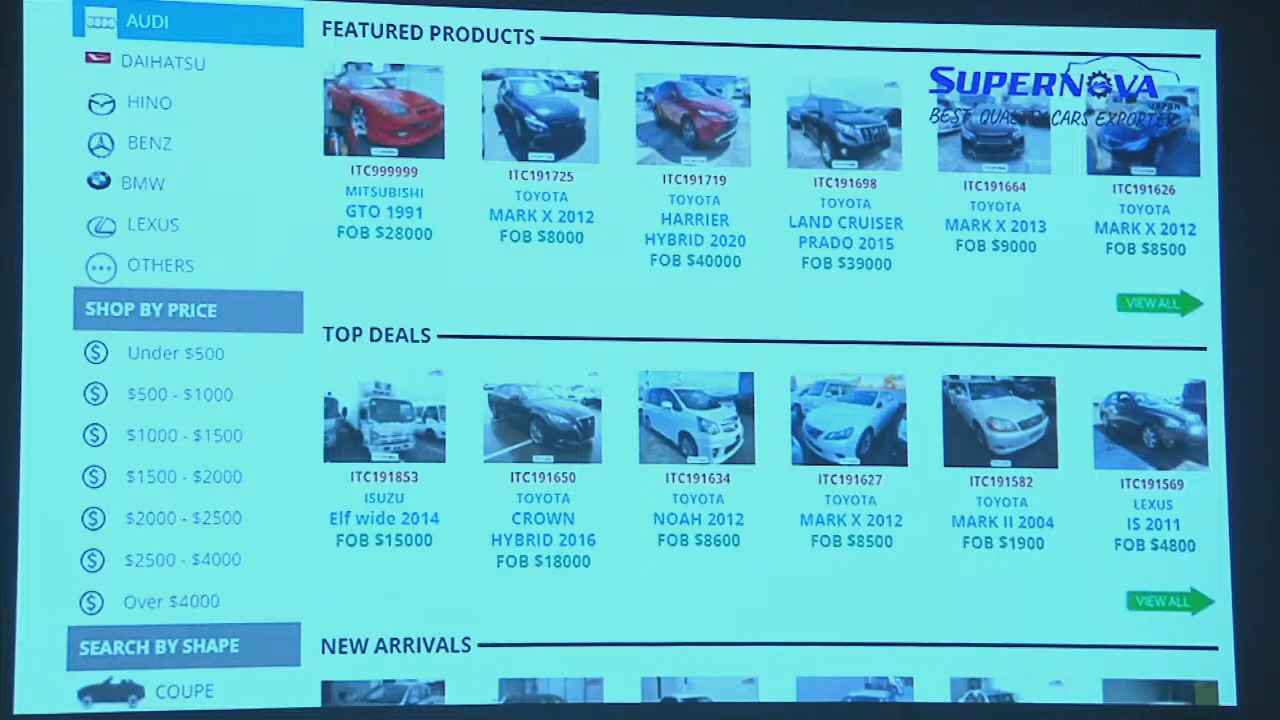 AUDI
DAIHATSU
HINO
BENZ
BMW
LEXUS
OTHERS
SHOP BY PRICE
Under $500
$500 - $1000
$1000 - $1500
$1500 - $2000
$2000 - $2500
$2500 - $4000
Over $4000
SEARCH BY SHAPE
COUPE
FEATURED PRODUCTS
SUPERNOVA
JAPAN
BEST QUALITY CARS EXPORTER
ITC999999
MITSUBISHI
GTO 1991
FOB $28000
ITC191725
TOYOTA
MARK X 2012
FOB $8000
ITC191719
TOYOTA
HARRIER
HYBRID 2020
FOB $40000
ITC191698
TOYOTA
LAND CRUISER
PRADO 2015
FOB $39000
ITC191664
TOYOTA
MARK X 2013
FOB $9000
ITC191626
TOYOTA
MARK X 2012
FOB $8500
VIEW ALL
TOP DEALS
ITC191853
ISUZU
Elf wide 2014
FOB $15000
ITC191650
TOYOTA
CROWN
HYBRID 2016
FOB $18000
ITC191634
TOYOTA
NOAH 2012
FOB $8600
ITC191627
TOYOTA
MARK X 2012
FOB $8500
ITC191582
TOYOTA
MARK II 2004
FOB $1900
ITC191569
LEXUS
IS 2011
FOB $4800
VIEW ALL
NEW ARRIVALS